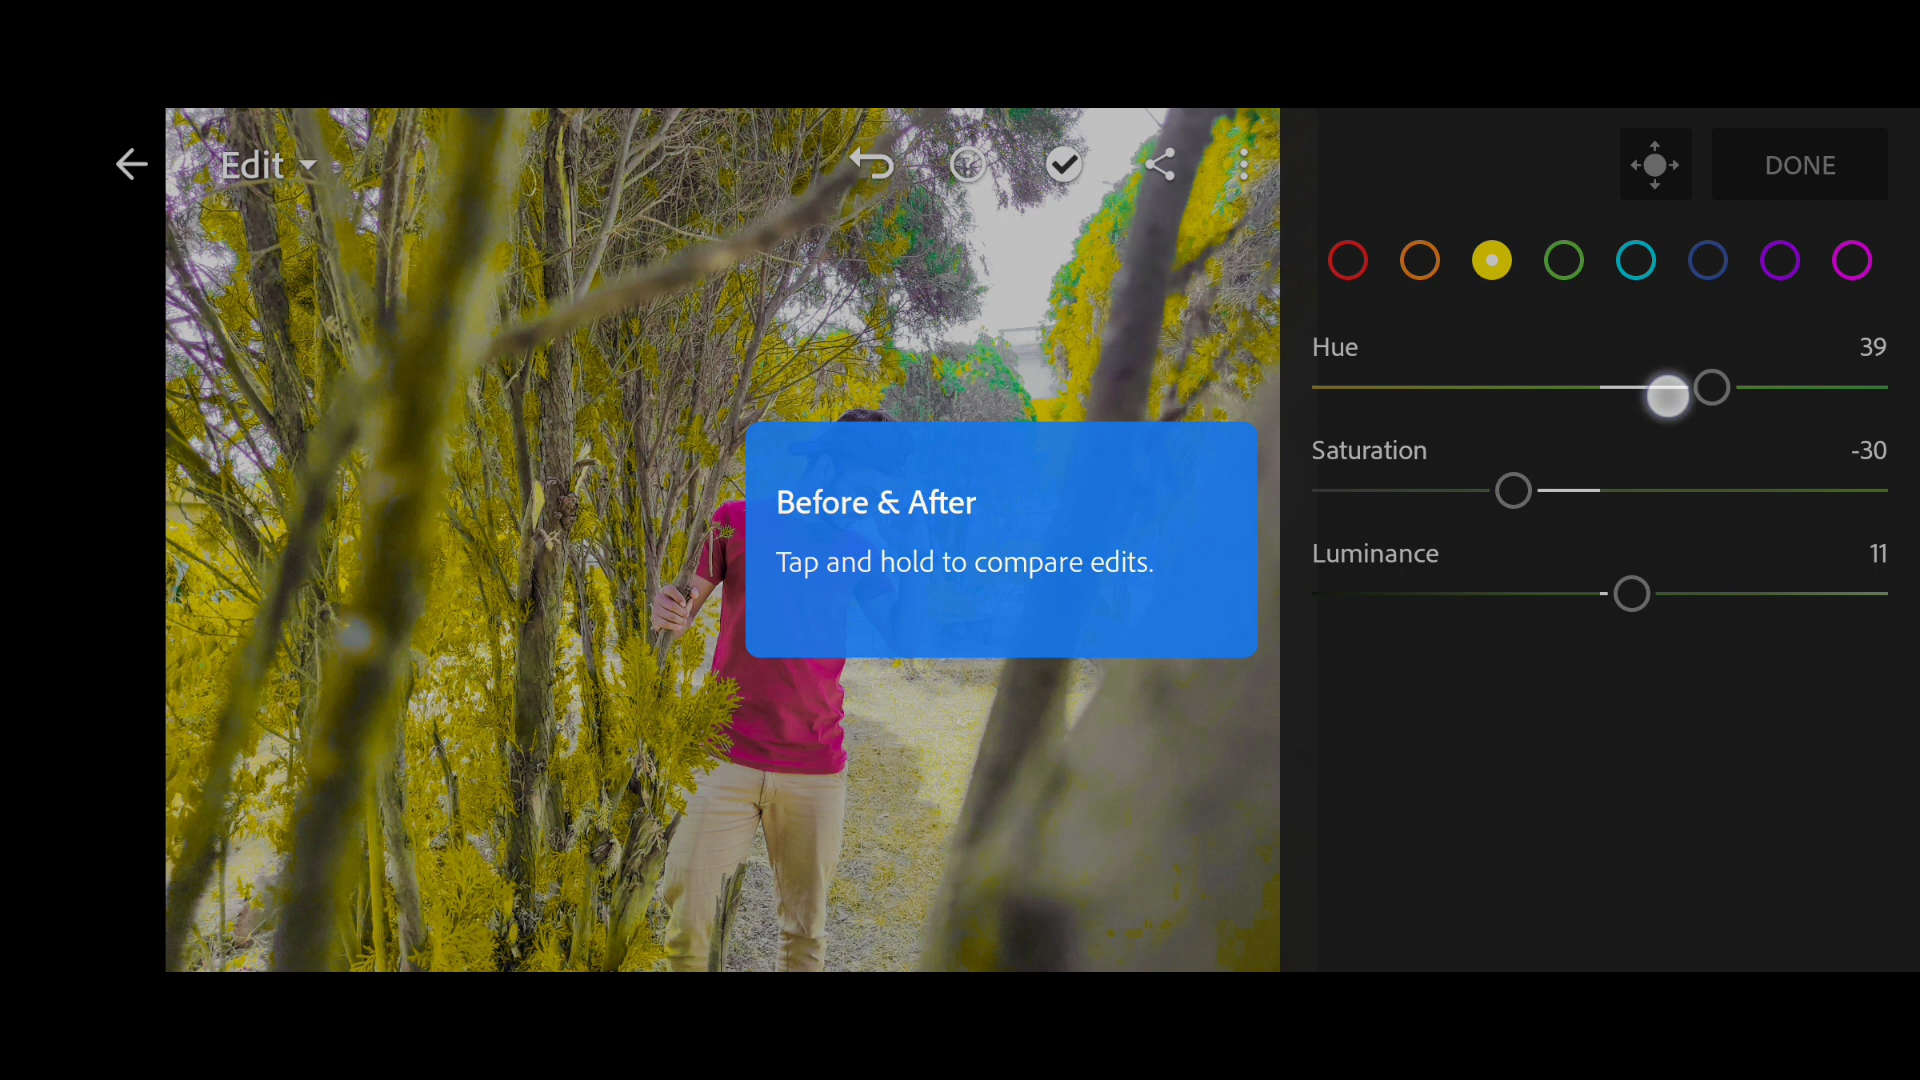 Edit
DONE
Hue
39
Saturation
-30
Luminance
11
Before & After
Tap and hold to compare edits.